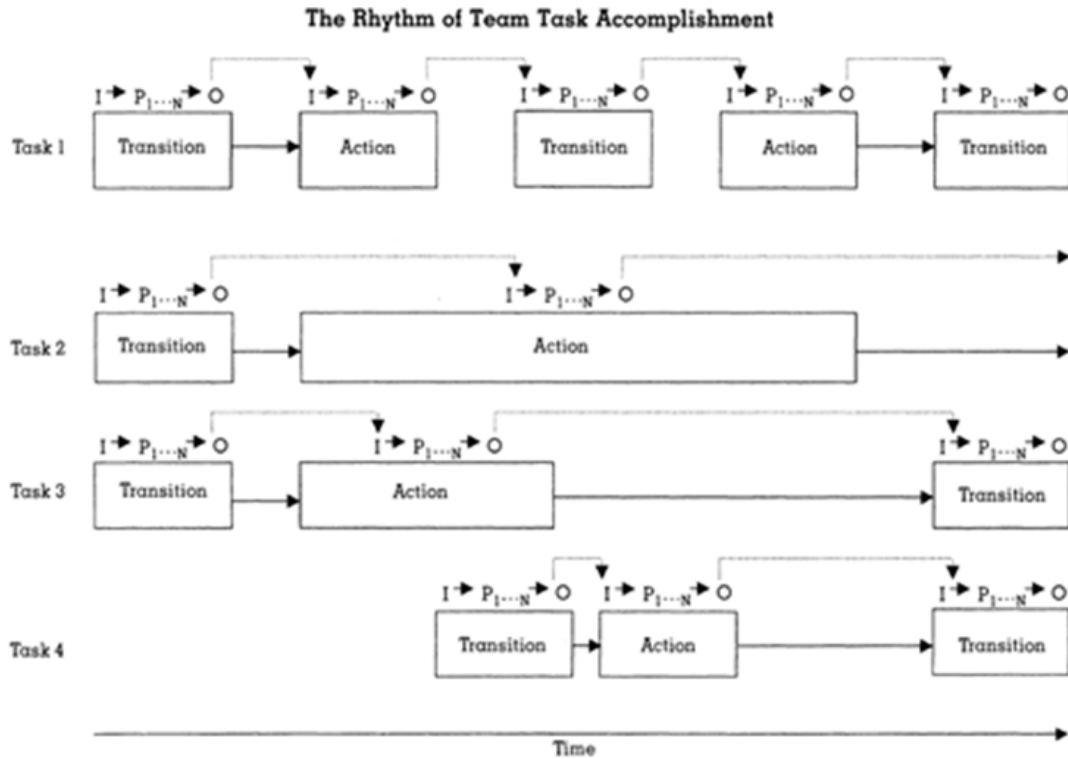 The Rhythm of Team Task Accomplishment
I P1...N O I P1...N O I P1...N O I P1...N O I P1...N O
Task 1 Transition Action Transition Action Transition
I P1...N O I P1...N O
Task 2 Transition Action
I P1...N O I P1...N O I P1...N O
Task 3 Transition Action Transition
I P1...N O I P1...N O I P1...N O
Task 4 Transition Action Transition
Time